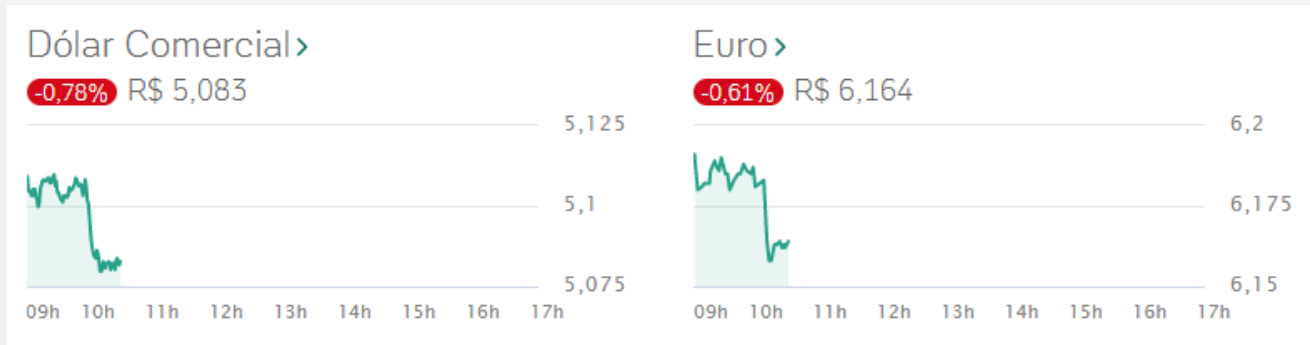 Dólar Comercial >
-0,78% R$ 5,083
5,125
5,1
5,075
09h 10h 11h 12h 13h 14h 15h 16h 17h
Euro >
-0,61% R$ 6,164
6,2
6,175
6,15
09h 10h 11h 12h 13h 14h 15h 16h 17h